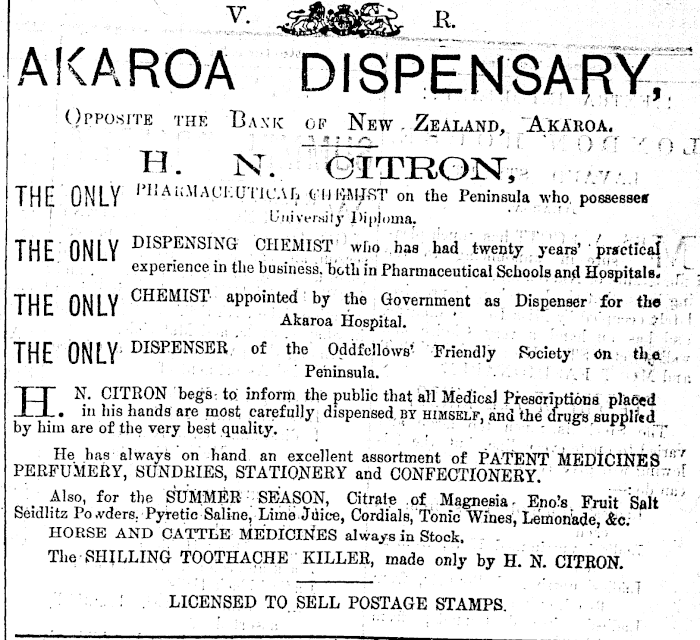 V. R.
AKAROA DISPENSARY,
OPPOSITE THE BANK OF NEW ZEALAND, AKAROA.
H. N. CITRON,
THE ONLY PHARMACEUTICAL CHEMIST on the Peninsula who possesses
University Diploma.
THE ONLY DISPENSING CHEMIST who has had twenty years' practical
experience in the business, both in Pharmaceutical Schools and Hospitals.
THE ONLY CHEMIST appointed by the Government as Dispenser for the
Akaroa Hospital.
THE ONLY DISPENSER of the Oddfellows' Friendly Society on the
Peninsula.
H. N. CITRON begs to inform the public that all Medical Prescriptions placed
in his hands are most carefully dispensed BY HIMSELF, and the drugs supplied
by him are of the very best quality.
He has always on hand an excellent assortment of PATENT MEDICINES
PERFUMERY, SUNDRIES, STATIONERY and CONFECTIONERY.
Also, for the SUMMER SEASON, Citrate of Magnesia. Eno's Fruit Salt
Seidlitz Powders, Pyretic Saline, Lime Juice, Cordials, Tonic Wines, Lemonade, &c.
HORSE AND CATTLE MEDICINES always in Stock.
The SHILLING TOOTHACHE KILLER, made only by H. N. CITRON.
LICENSED TO SELL POSTAGE STAMPS.